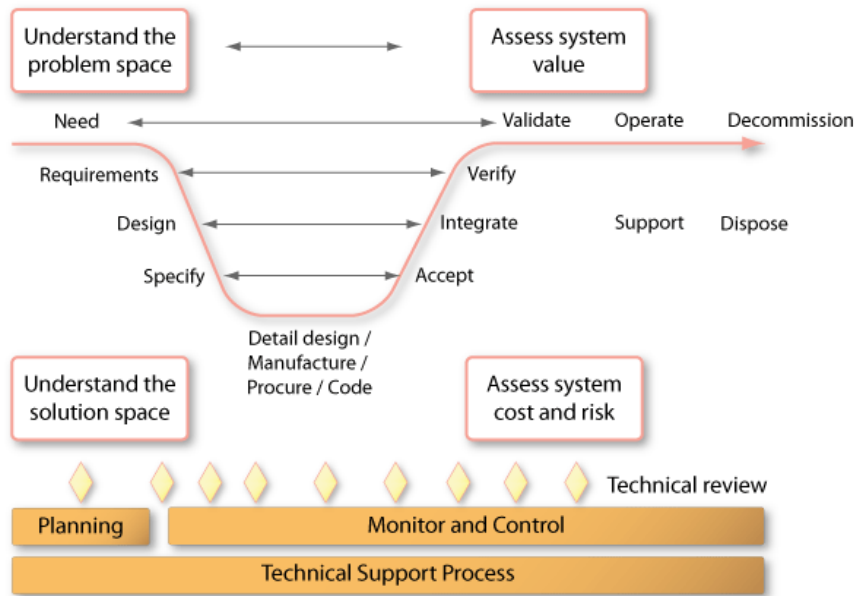 Understand the
problem space
Assess system
value
Need
Validate
Operate
Decommission
Requirements
Verify
Design
Integrate
Support
Dispose
Specify
Accept
Detail design /
Manufacture /
Procure / Code
Understand the
solution space
Assess system
cost and risk
Technical review
Planning
Monitor and Control
Technical Support Process